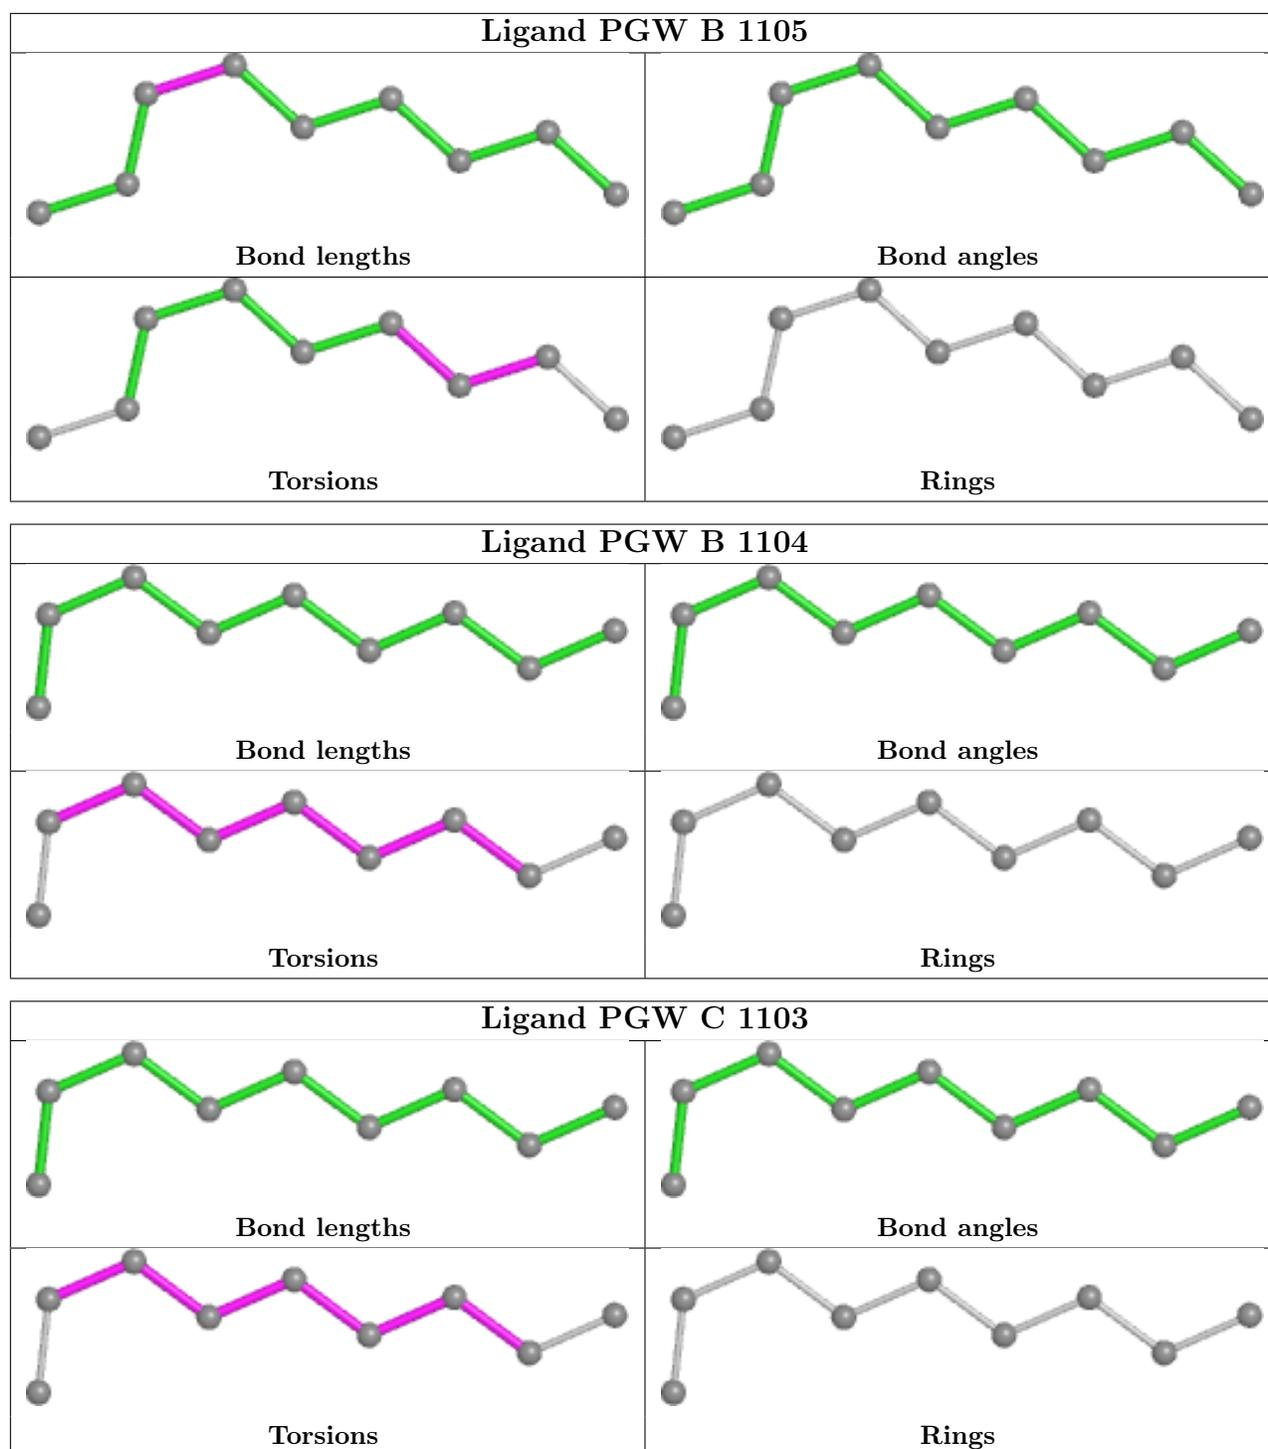 Ligand PGW B 1105
Bond lengths
Bond angles
Torsions
Rings
Ligand PGW B 1104
Bond lengths
Bond angles
Torsions
Rings
Ligand PGW C 1103
Bond lengths
Bond angles
Torsions
Rings